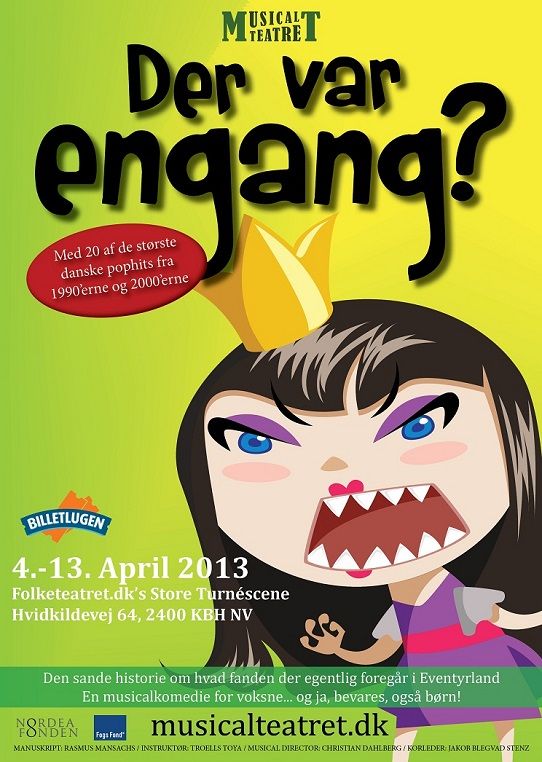 MUSICAL
TEATRET
Der var
engang?
Med 20 af de største
danske pophits fra
1990'erne og 2000'erne
BILLETLUGEN
4.-13. April 2013
Folketeatret.dk's Store Turnéscene
Hvidkildevej 64, 2400 KBH NV
Den sande historie om hvad fanden der egentlig foregår i Eventyrland
En musicalkomedie for voksne... og ja, bevares, også børn!
NORDEA
FONDEN
Fogs Fond
musicalteatret.dk
MANUSKRIPT: RASMUS MANSACHS / INSTRUKTØR: TROELLS TOYA / MUSICAL DIRECTOR: CHRISTIAN DAHLBERG / KORLEDER: JAKOB BLEGVAD STENZ